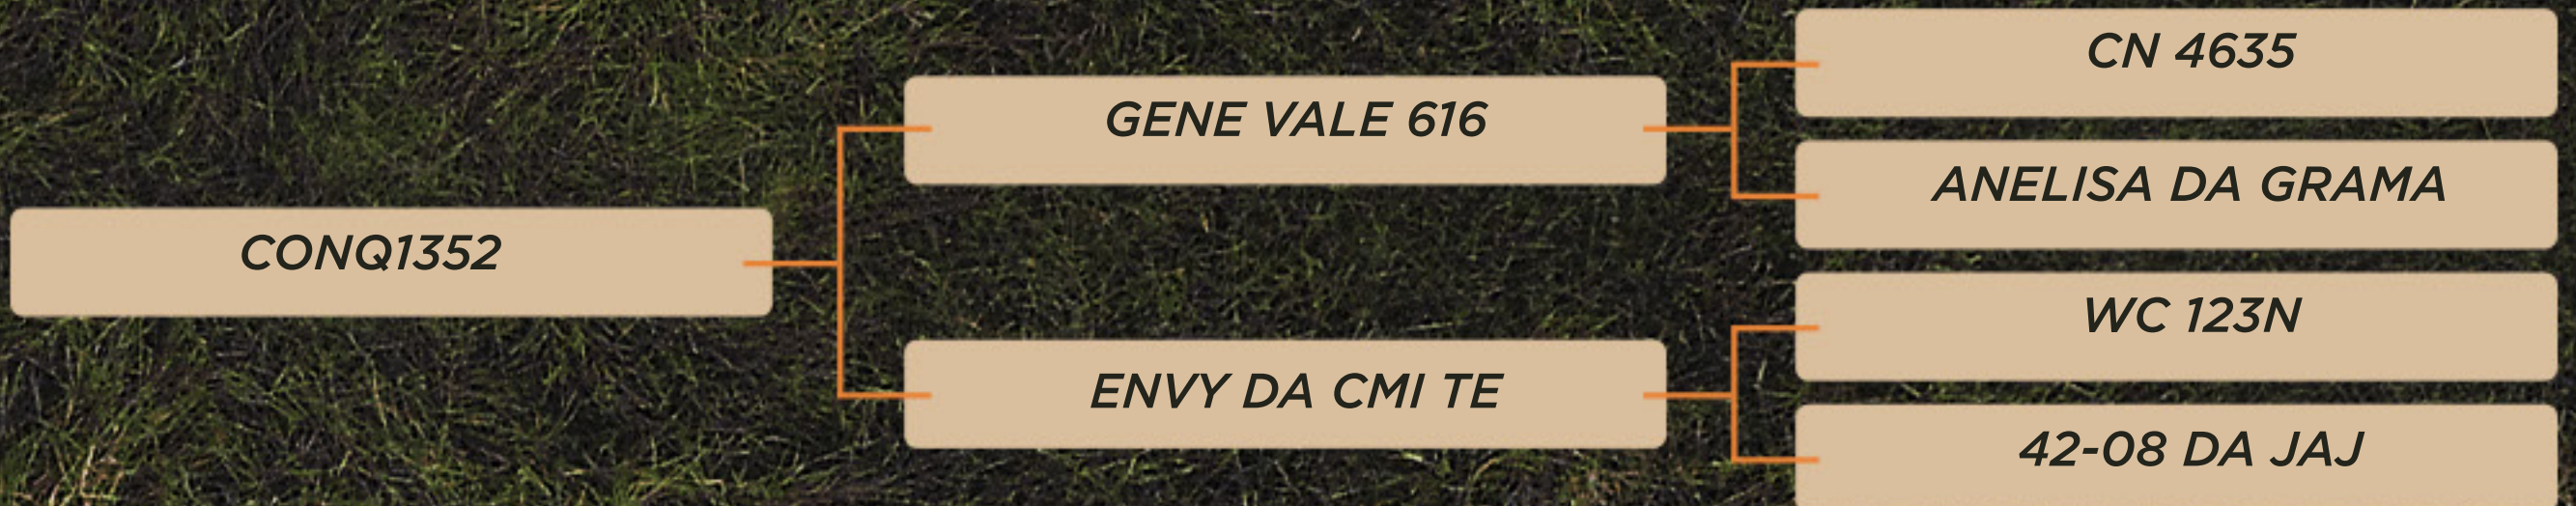 CN 4635
GENE VALE 616
ANELISA DA GRAMA
CONQ1352
WC 123N
ENVY DA CMI TE
42-08 DA JAJ